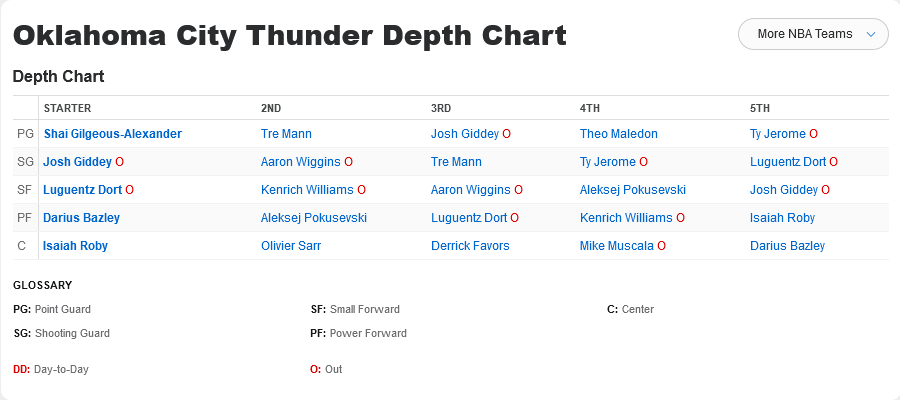 Oklahoma City Thunder Depth Chart
More NBA Teams
Depth Chart
STARTER 2ND 3RD 4TH 5TH
PG Shai Gilgeous-Alexander Tre Mann Josh Giddey O Theo Maledon Ty Jerome O
SG Josh Giddey O Aaron Wiggins O Tre Mann Ty Jerome O Luguentz Dort O
SF Luguentz Dort O Kenrich Williams O Aaron Wiggins O Aleksej Pokusevski Josh Giddey O
PF Darius Bazley Aleksej Pokusevski Luguentz Dort O Kenrich Williams O Isaiah Roby
C Isaiah Roby Olivier Sarr Derrick Favors Mike Muscala O Darius Bazley
GLOSSARY
PG: Point Guard SF: Small Forward C: Center
SG: Shooting Guard PF: Power Forward
DD: Day-to-Day O: Out